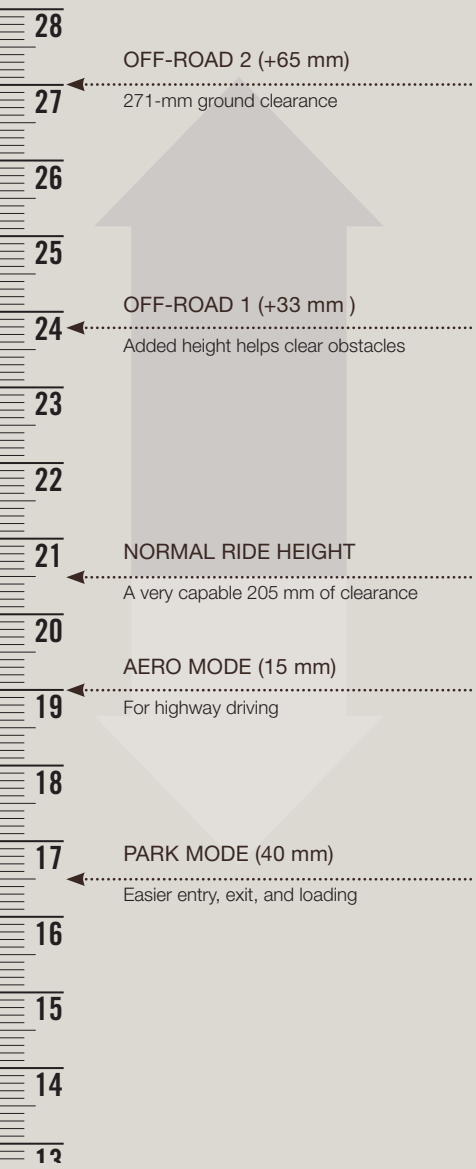 28
OFF-ROAD 2 (+65 mm)
27
271-mm ground clearance
26
25
OFF-ROAD 1 (+33 mm )
24
Added height helps clear obstacles
23
22
21
NORMAL RIDE HEIGHT
A very capable 205 mm of clearance
20
AERO MODE (15 mm)
19
For highway driving
18
17
PARK MODE (40 mm)
Easier entry, exit, and loading
16
15
14
13